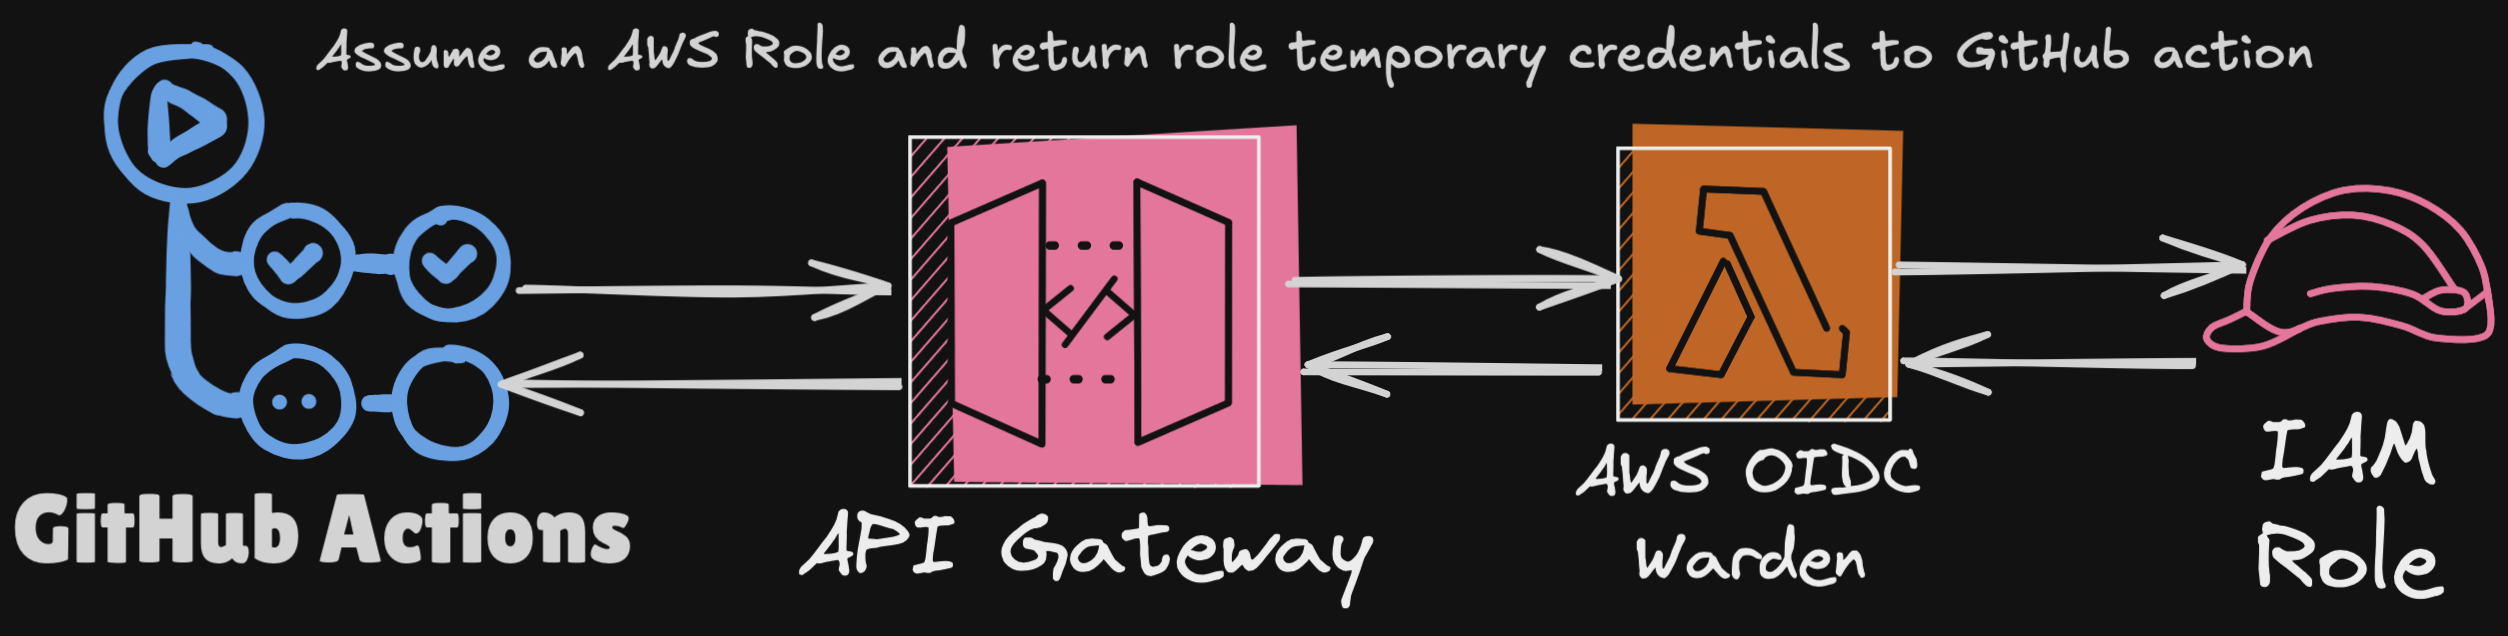 Assume an AWS Role and return role temporary credentials to GitHub action
GitHub Actions
API Gateway
AWS OIDC
Warden
IAM
Role